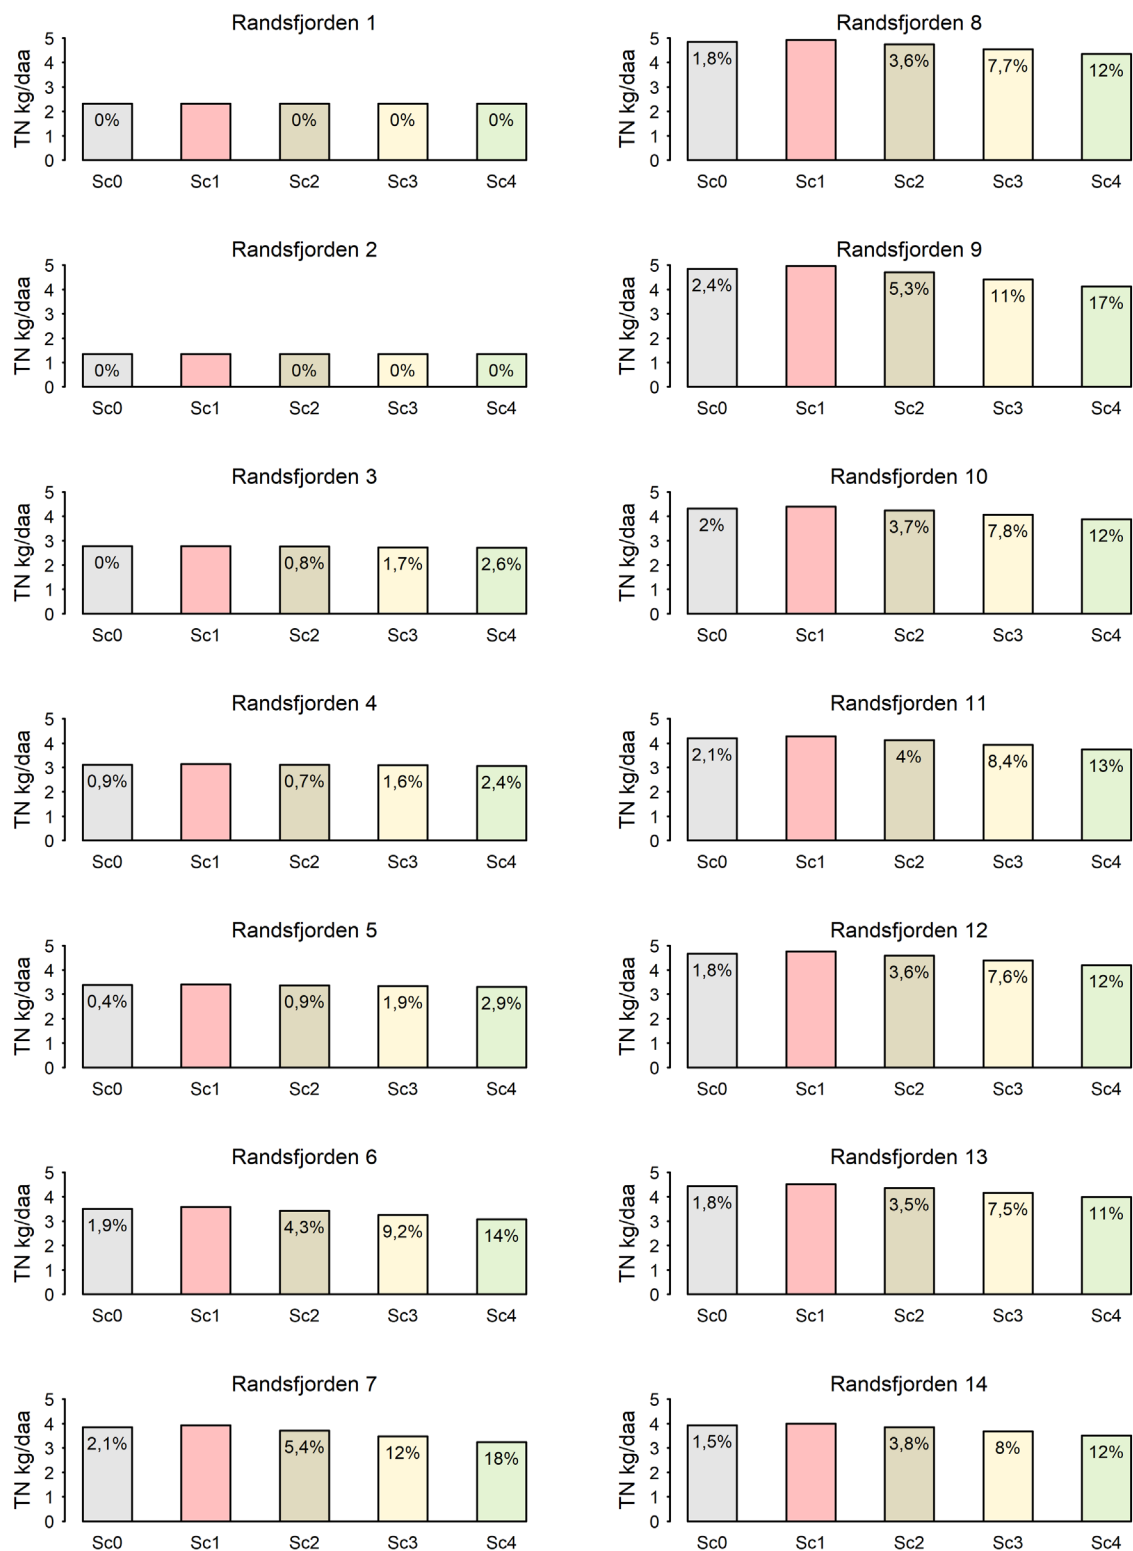 Randsfjorden 1
TN kg/daa
5
4
3
2
1
0
0% 0% 0% 0%
Sc0 Sc1 Sc2 Sc3 Sc4
Randsfjorden 2
TN kg/daa
5
4
3
2
1
0
0% 0% 0% 0%
Sc0 Sc1 Sc2 Sc3 Sc4
Randsfjorden 3
TN kg/daa
5
4
3
2
1
0
0% 0,8% 1,7% 2,6%
Sc0 Sc1 Sc2 Sc3 Sc4
Randsfjorden 4
TN kg/daa
5
4
3
2
1
0
0,9% 0,7% 1,6% 2,4%
Sc0 Sc1 Sc2 Sc3 Sc4
Randsfjorden 5
TN kg/daa
5
4
3
2
1
0
0,4% 0,9% 1,9% 2,9%
Sc0 Sc1 Sc2 Sc3 Sc4
Randsfjorden 6
TN kg/daa
5
4
3
2
1
0
1,9% 4,3% 9,2% 14%
Sc0 Sc1 Sc2 Sc3 Sc4
Randsfjorden 7
TN kg/daa
5
4
3
2
1
0
2,1% 5,4% 12% 18%
Sc0 Sc1 Sc2 Sc3 Sc4
Randsfjorden 8
TN kg/daa
5
4
3
2
1
0
1,8% 3,6% 7,7% 12%
Sc0 Sc1 Sc2 Sc3 Sc4
Randsfjorden 9
TN kg/daa
5
4
3
2
1
0
2,4% 5,3% 11% 17%
Sc0 Sc1 Sc2 Sc3 Sc4
Randsfjorden 10
TN kg/daa
5
4
3
2
1
0
2% 3,7% 7,8% 12%
Sc0 Sc1 Sc2 Sc3 Sc4
Randsfjorden 11
TN kg/daa
5
4
3
2
1
0
2,1% 4% 8,4% 13%
Sc0 Sc1 Sc2 Sc3 Sc4
Randsfjorden 12
TN kg/daa
5
4
3
2
1
0
1,8% 3,6% 7,6% 12%
Sc0 Sc1 Sc2 Sc3 Sc4
Randsfjorden 13
TN kg/daa
5
4
3
2
1
0
1,8% 3,5% 7,5% 11%
Sc0 Sc1 Sc2 Sc3 Sc4
Randsfjorden 14
TN kg/daa
5
4
3
2
1
0
1,5% 3,8% 8% 12%
Sc0 Sc1 Sc2 Sc3 Sc4